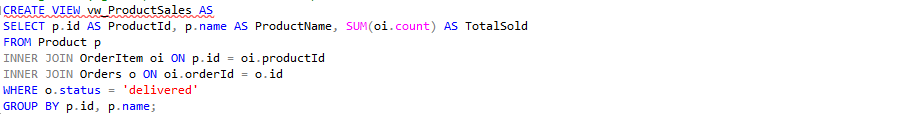 CREATE VIEW vw_ProductSales AS
SELECT p.id AS ProductId, p.name AS ProductName, SUM(oi.count) AS TotalSold
FROM Product p
INNER JOIN OrderItem oi ON p.id = oi.productId
INNER JOIN Orders o ON oi.orderId = o.id
WHERE o.status = 'delivered'
GROUP BY p.id, p.name;